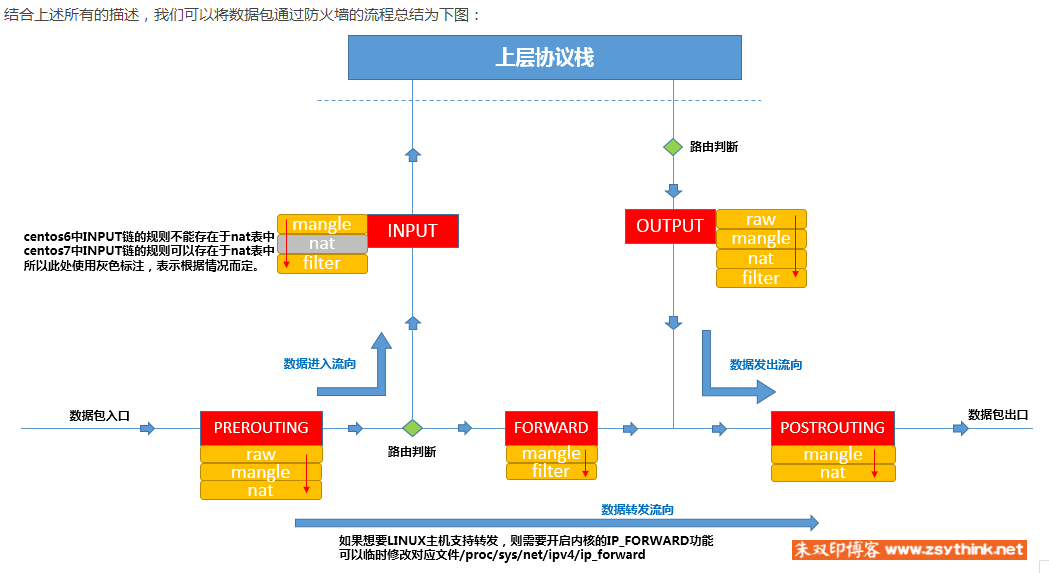 结合上述所有的描述，我们可以将数据包通过防火墙的流程总结为下图：
上层协议栈
路由判断
mangle
nat
filter
INPUT
OUTPUT
raw
mangle
nat
filter
centos6中INPUT链的规则不能存在于nat表中
centos7中INPUT链的规则可以存在于nat表中
所以此处使用灰色标注，表示根据情况而定。
数据进入流向
数据发出流向
数据包入口
PREROUTING
raw
mangle
nat
路由判断
FORWARD
mangle
filter
POSTROUTING
mangle
nat
数据包出口
数据转发流向
如果想要LINUX主机支持转发，则需要开启内核的IP_FORWARD功能
可以临时修改对应文件/proc/sys/net/ipv4/ip_forward
朱双印博客 www.zsythink.net